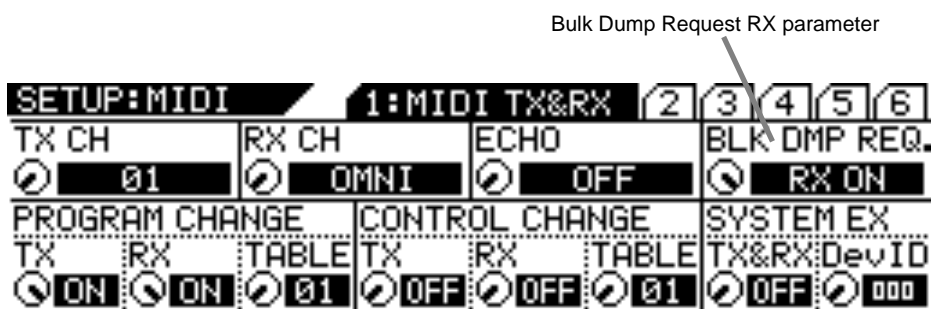 Bulk Dump Request RX parameter
SETUP:MIDI 1:MIDI TX&RX 2 3 4 5 6
TX CH RX CH ECHO BLK DMP REQ.
01 OMNI OFF RX ON
PROGRAM CHANGE CONTROL CHANGE SYSTEM EX
TX RX TABLE TX RX TABLE TX&RX DevID
ON ON 01 OFF OFF 01 OFF 000